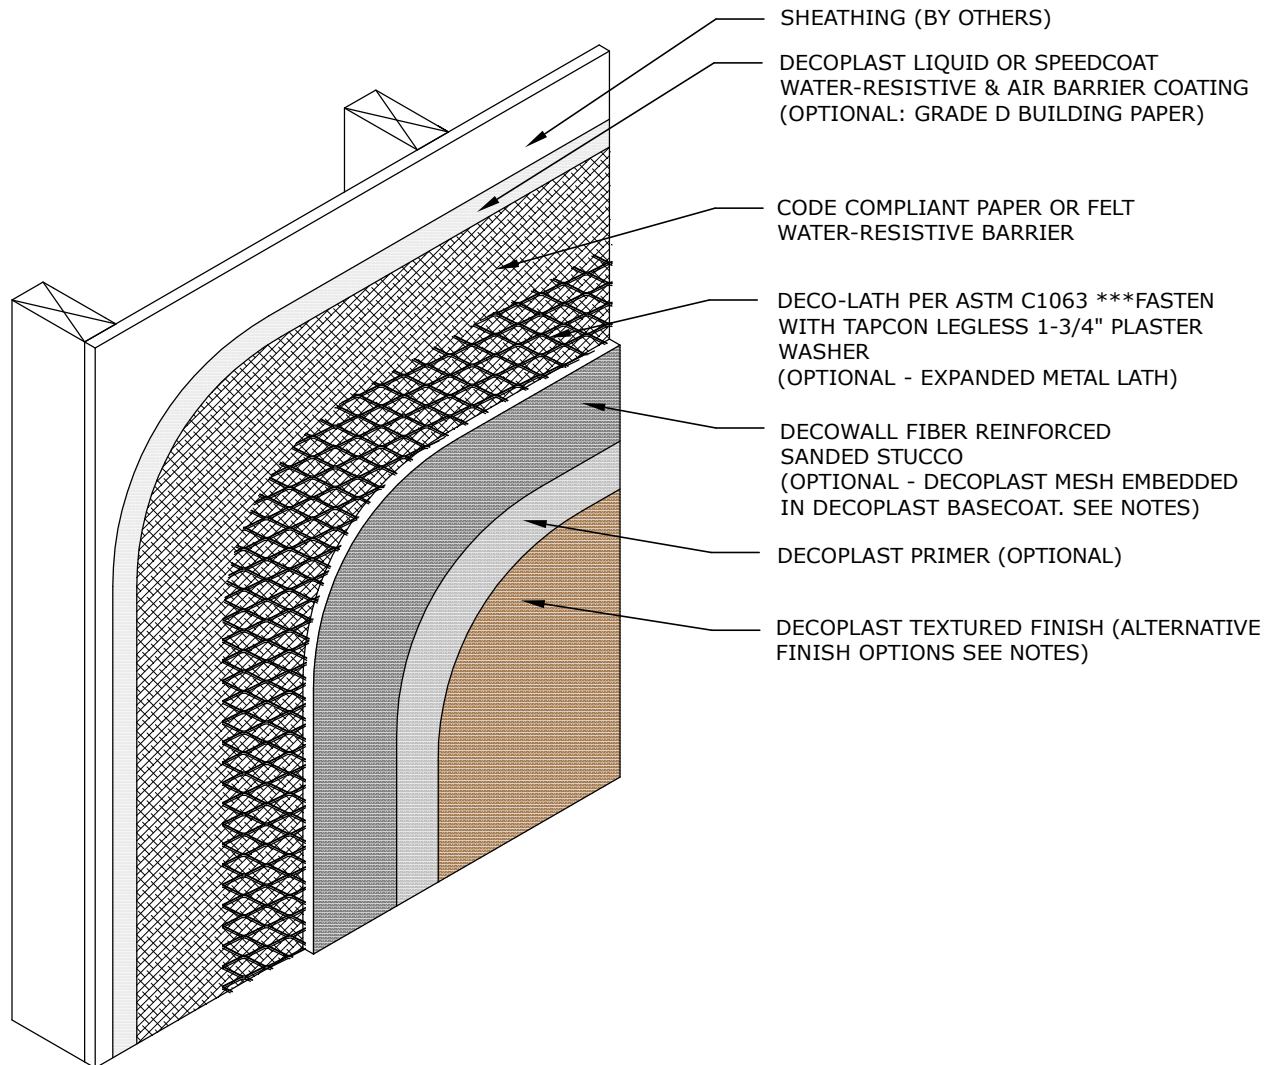 SHEATHING (BY OTHERS)
DECOPLAST LIQUID OR SPEEDCOAT
WATER-RESISTIVE & AIR BARRIER COATING
(OPTIONAL: GRADE D BUILDING PAPER)
CODE COMPLIANT PAPER OR FELT
WATER-RESISTIVE BARRIER
DECO-LATH PER ASTM C1063 ***FASTEN
WITH TAPCON LEGLESS 1-3/4" PLASTER
WASHER
(OPTIONAL - EXPANDED METAL LATH)
DECOWALL FIBER REINFORCED
SANDED STUCCO
(OPTIONAL - DECOPLAST MESH EMBEDDED
IN DECOPLAST BASECOAT. SEE NOTES)
DECOPLAST PRIMER (OPTIONAL)
DECOPLAST TEXTURED FINISH (ALTERNATIVE
FINISH OPTIONS SEE NOTES)